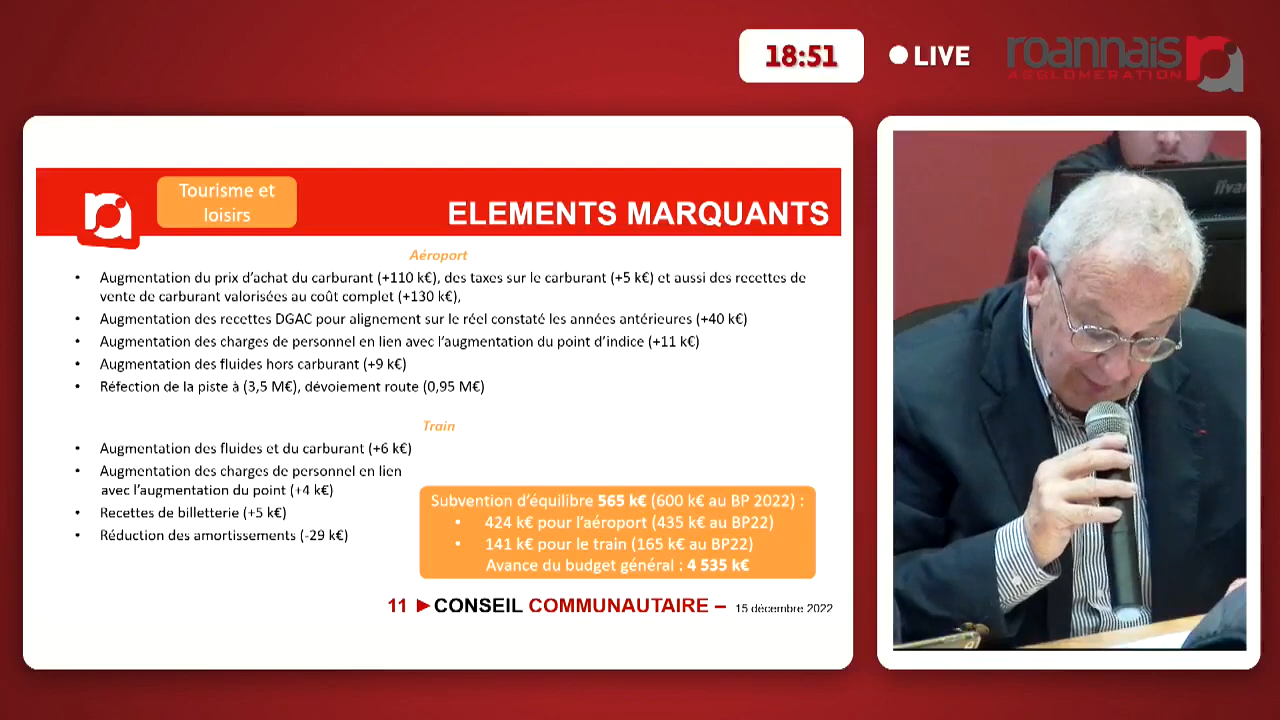 18:51
LIVE
roannais
AGGLOMERATION
Tourisme et
loisirs
ELEMENTS MARQUANTS
Aéroport
• Augmentation du prix d'achat du carburant (+110 k€), des taxes sur le carburant (+5 k€) et aussi des recettes de
vente de carburant valorisées au coût complet (+130 k€),
• Augmentation des recettes DGAC pour alignement sur le réel constaté les années antérieures (+40 k€)
• Augmentation des charges de personnel en lien avec l'augmentation du point d'indice (+11 k€)
• Augmentation des fluides hors carburant (+9 k€)
• Réfection de la piste à (3,5 M€), dévoiement route (0,95 M€)
Train
• Augmentation des fluides et du carburant (+6 k€)
• Augmentation des charges de personnel en lien
avec l'augmentation du point (+4 k€)
• Recettes de billetterie (+5 k€)
• Réduction des amortissements (-29 k€)
Subvention d'équilibre 565 k€ (600 k€ au BP 2022) :
• 424 k€ pour l'aéroport (435 k€ au BP22)
• 141 k€ pour le train (165 k€ au BP22)
Avance du budget général : 4 535 k€
11 ►CONSEIL COMMUNAUTAIRE – 15 décembre 2022